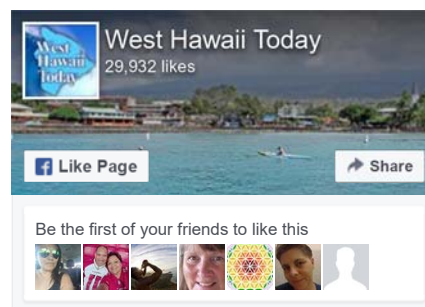 West
Hawaii
Today
West Hawaii Today
29,932 likes
Like Page
Share
Be the first of your friends to like this